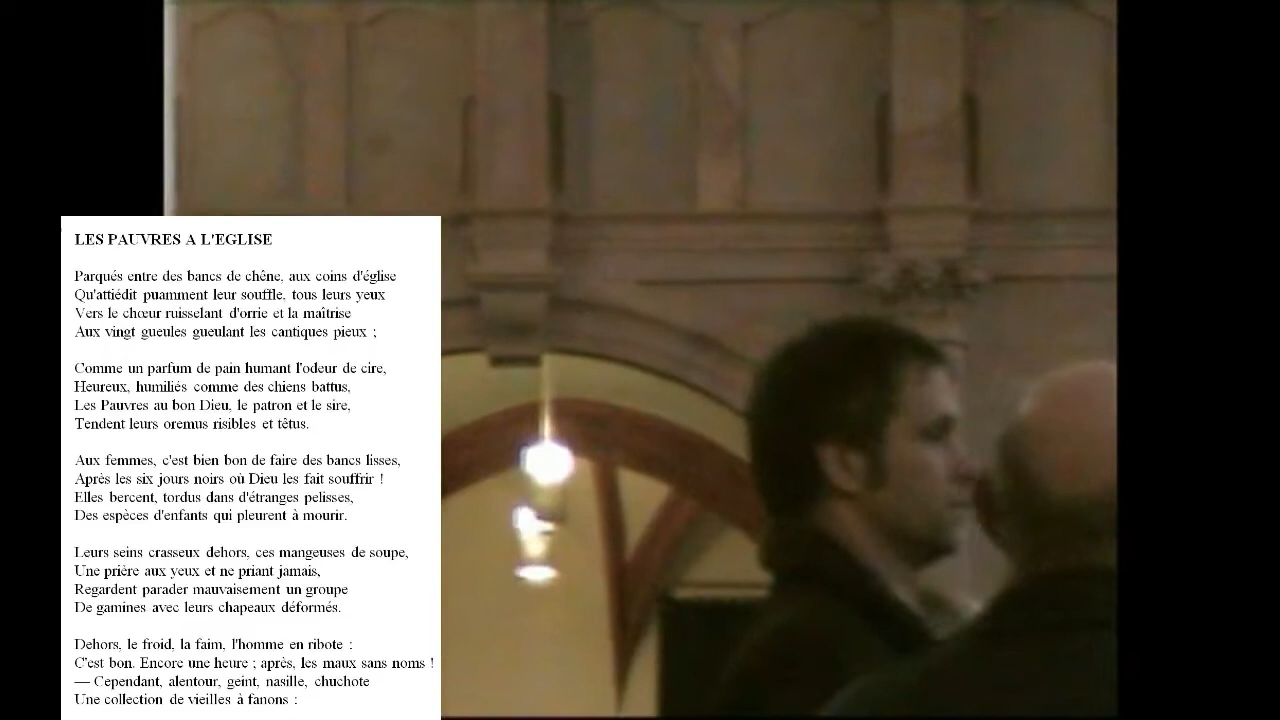 LES PAUVRES A L'EGLISE
Parqués entre des bancs de chêne, aux coins d'église
Qu'attiédit puamment leur souffle, tous leurs yeux
Vers le chœur ruisselant d'orrie et la maîtrise
Aux vingt gueules gueulant les cantiques pieux ;
Comme un parfum de pain humant l'odeur de cire,
Heureux, humiliés comme des chiens battus,
Les Pauvres au bon Dieu, le patron et le sire,
Tendent leurs oremus risibles et têtus.
Aux femmes, c'est bien bon de faire des bancs lisses,
Après les six jours noirs où Dieu les fait souffrir !
Elles bercent, tordus dans d'étranges pelisses,
Des espèces d'enfants qui pleurent à mourir.
Leurs seins crasseux dehors, ces mangeuses de soupe,
Une prière aux yeux et ne priant jamais,
Regardent parader mauvaisement un groupe
De gamines avec leurs chapeaux déformés.
Dehors, le froid, la faim, l'homme en ribote :
C'est bon. Encore une heure ; après, les maux sans noms !
— Cependant, alentour, geint, nasille, chuchote
Une collection de vieilles à fanons :